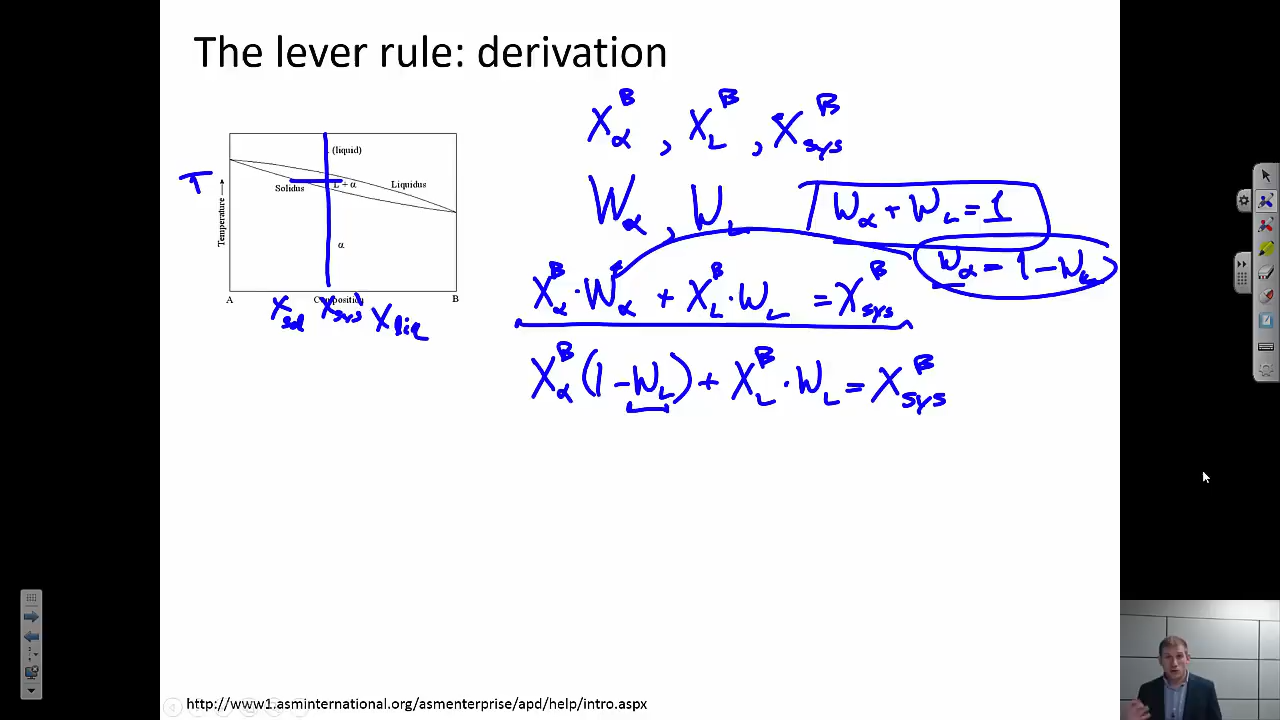 The lever rule: derivation
X_α^B , X_L^B , X_sys^B
W_α , W_L
W_α + W_L = 1
W_α = 1 - W_L
X_α^B · W_α + X_L^B · W_L = X_sys^B
X_α^B (1 - W_L) + X_L^B · W_L = X_sys^B
T
(liquid)
Solidus
L + α
Liquidus
α
Temperature
A
Composition
B
X_sol X_sys X_liq
http://www1.asminternational.org/asmenterprise/apd/help/intro.aspx